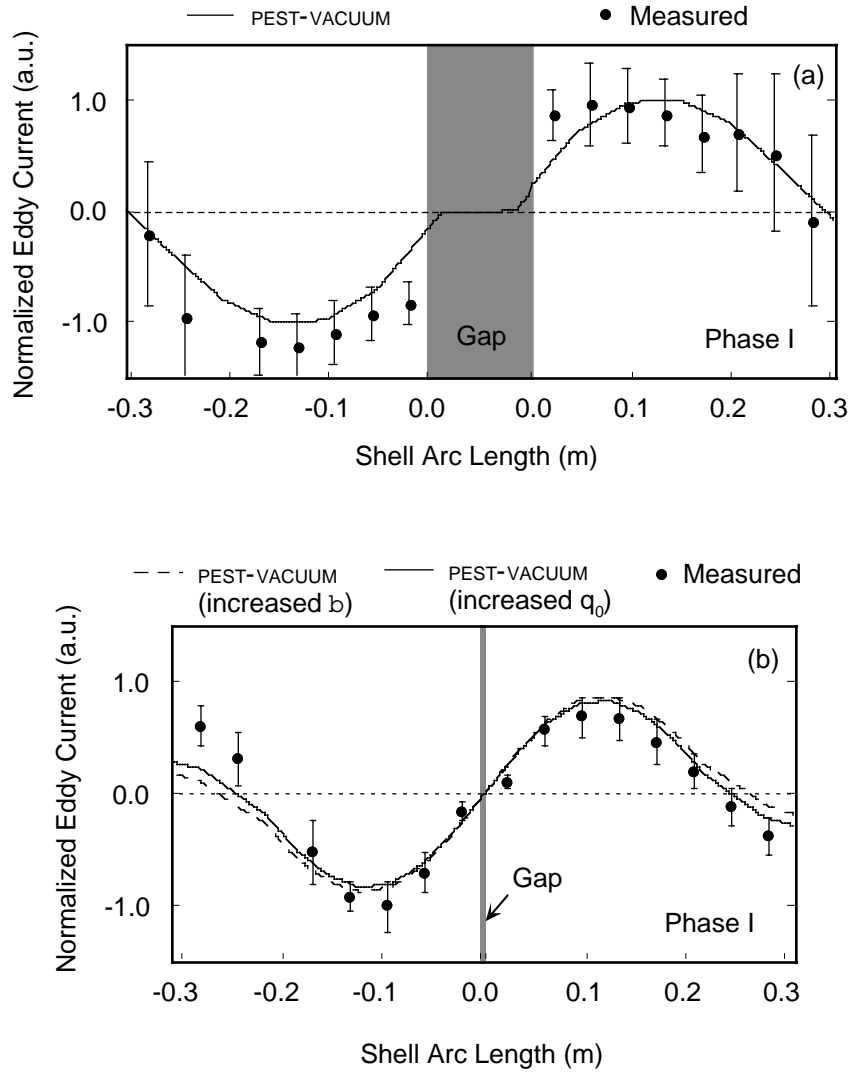 PEST-VACUUM Measured
Normalized Eddy Current (a.u.)
1.0
0.0
-1.0
(a)
Gap
Phase I
-0.3 -0.2 -0.1 0.0 0.0 0.1 0.2 0.3
Shell Arc Length (m)
PEST-VACUUM (increased b)
PEST-VACUUM (increased q0)
Measured
Normalized Eddy Current (a.u.)
1.0
0.0
-1.0
(b)
Gap
Phase I
-0.3 -0.2 -0.1 0.0 0.1 0.2 0.3
Shell Arc Length (m)